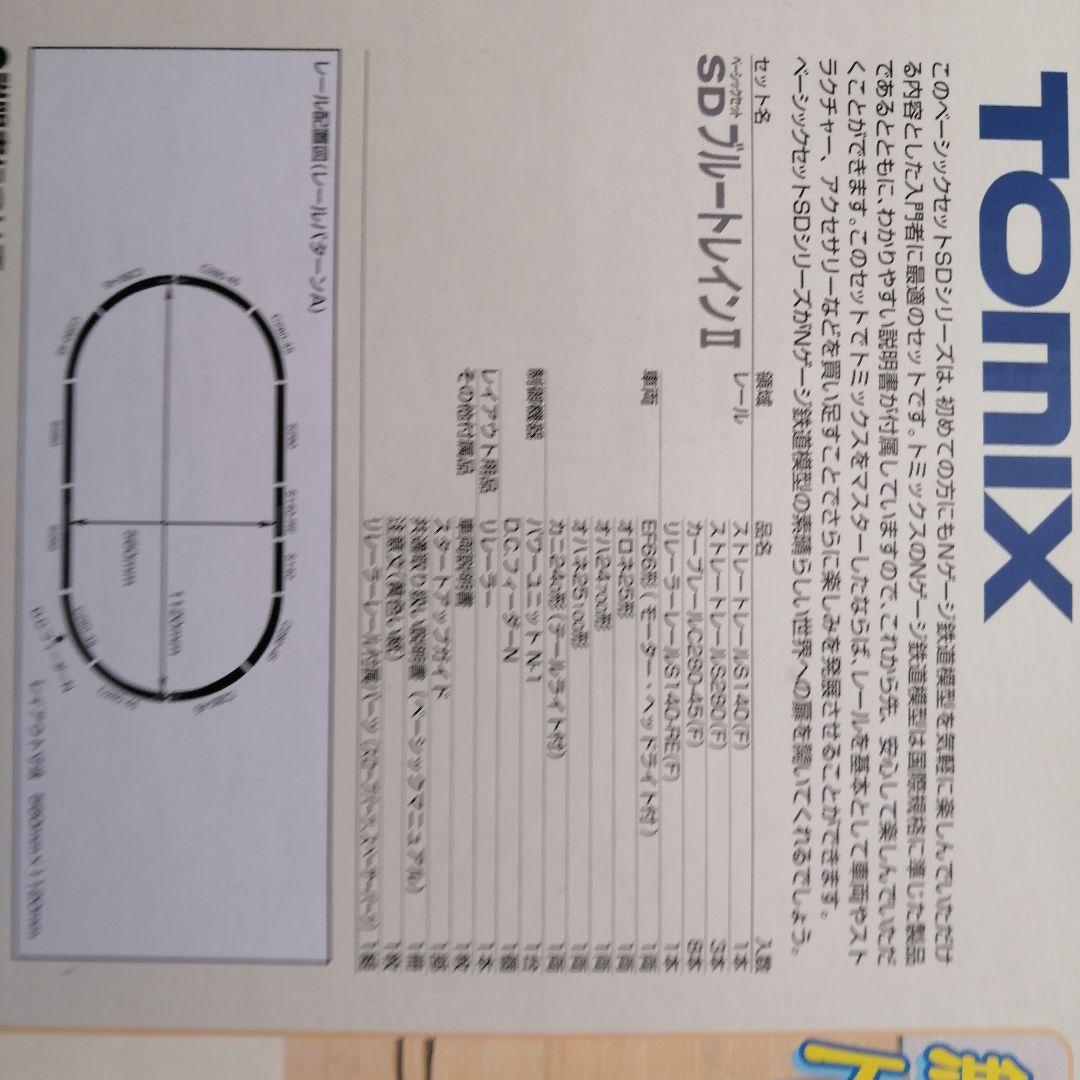 TOMIX
このベーシックセットSDシリーズは、初めての方にもNゲージ鉄道模型を気軽に楽しんでいただけ
る内容とした入門者に最適のセットです。トミックスのNゲージ鉄道模型は国際規格に準じた製品
であるとともに、わかりやすい説明書が付属していますので、これから先、安心して楽しんでいただ
くことができます。このセットでトミックスをマスターしたならば、レールを基本として車両やスト
ラクチャー、アクセサリーなどを買い足すことでさらに楽しみを発展させることができます。
ベーシックセットSDシリーズがNゲージ鉄道模型の素晴らしい世界への扉を開いてくれるでしょう。
セット名 領域 品名 入数
ベーシックセット
SDブルートレインⅡ
レール ストレートレールS140(F) 1本
ストレートレールS280(F) 3本
カーブレールC280-45(F) 8本
リレーラーレールS140-RE(F) 1本
車両 EF66形(モーター・ヘッドライト付) 1両
オロネ25形 1両
オハ24 700形 1両
オハネ25 100形 1両
カニ24形(テールライト付) 1両
制御機器 パワーユニットN-1 1台
D.C.フィーダーN 1個
レイアウト用品 リレーラー 1本
その他付属品 車両説明書 1枚
スタートアップガイド
共通取り扱い説明書(ベーシックマニュアル) 1冊
注意文(黄色い紙) 1枚
リレーラーレール付属パーツ 1組
レール配置図(レールパターンA)